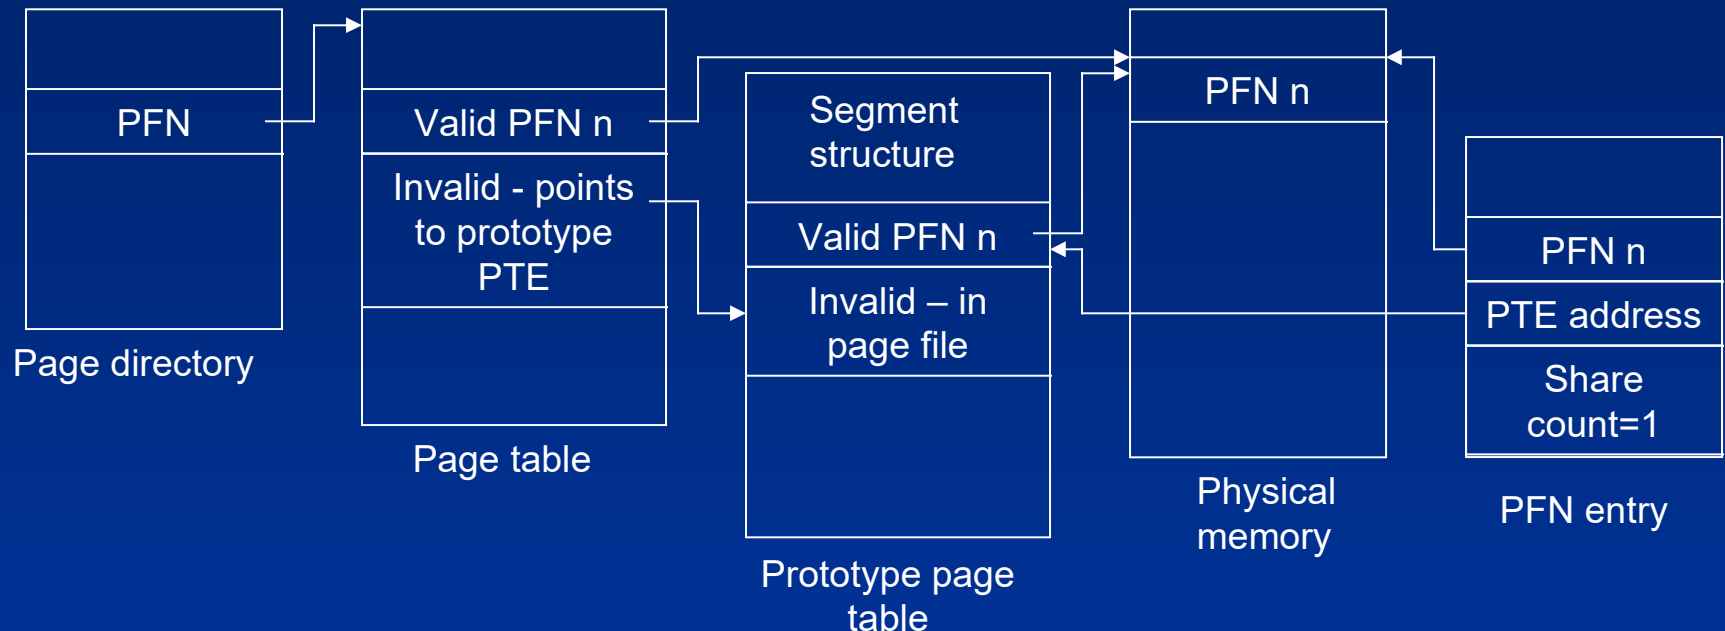 PFN
Page directory
Valid PFN n
Invalid - points
to prototype
PTE
Page table
Segment
structure
Valid PFN n
Invalid – in
page file
Prototype page
table
PFN n
Physical
memory
PFN n
PTE address
Share
count=1
PFN entry